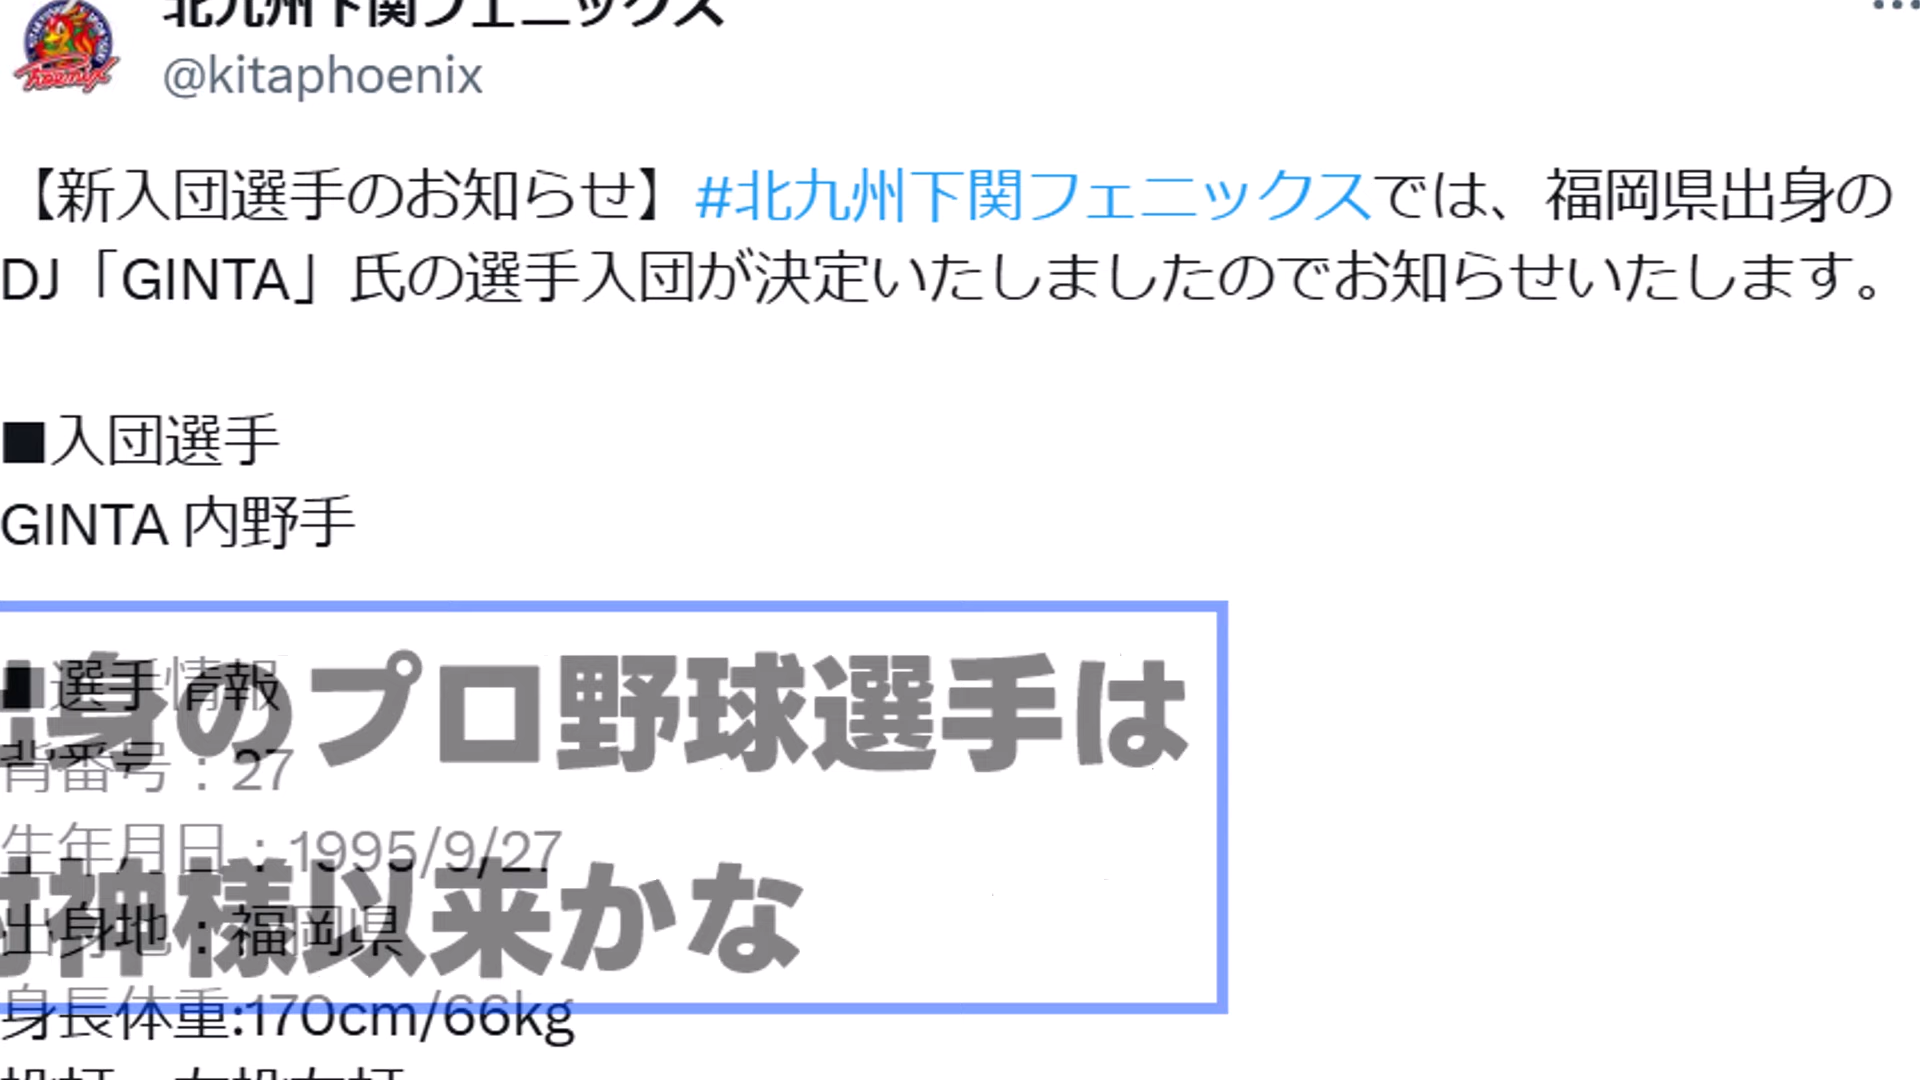 北九州下関フェニックス
@kitaphoenix
【新入団選手のお知らせ】#北九州下関フェニックスでは、福岡県出身の
DJ「GINTA」氏の選手入団が決定いたしましたのでお知らせいたします。
■入団選手
GINTA 内野手
■選手情報
出身のプロ野球選手は
背番号：27
生年月日：1995/9/27
神様以来かな
出身地：福岡県
身長体重:170cm/66kg